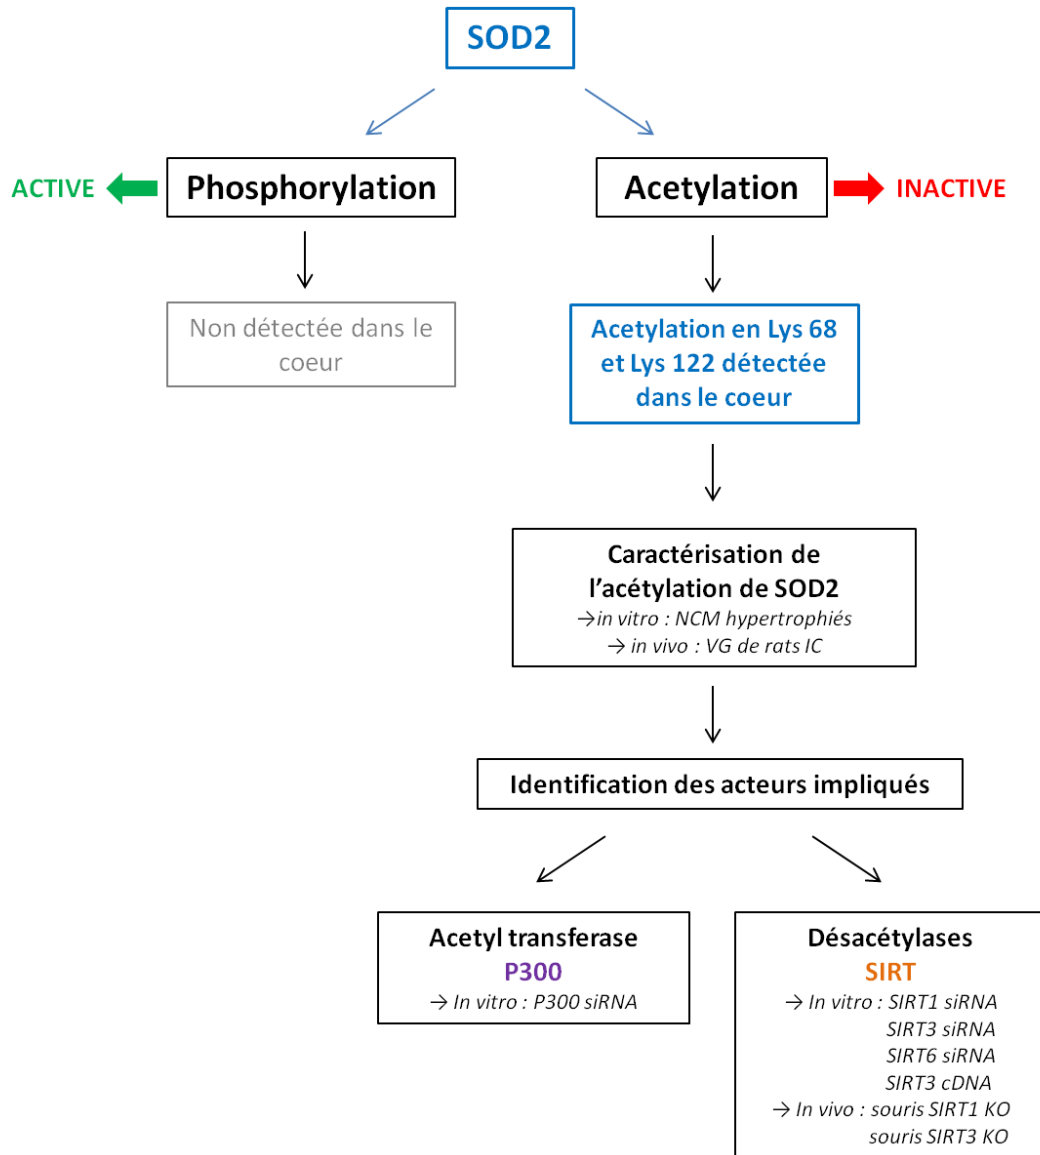 SOD2
ACTIVE
Phosphorylation
Acetylation
INACTIVE
Non détectée dans le
coeur
Acetylation en Lys 68
et Lys 122 détectée
dans le coeur
Caractérisation de
l’acétylation de SOD2
→in vitro : NCM hypertrophiés
→ in vivo : VG de rats IC
Identification des acteurs impliqués
Acetyl transferase
P300
→ In vitro : P300 siRNA
Désacétylases
SIRT
→ In vitro : SIRT1 siRNA
SIRT3 siRNA
SIRT6 siRNA
SIRT3 cDNA
→ In vivo : souris SIRT1 KO
souris SIRT3 KO